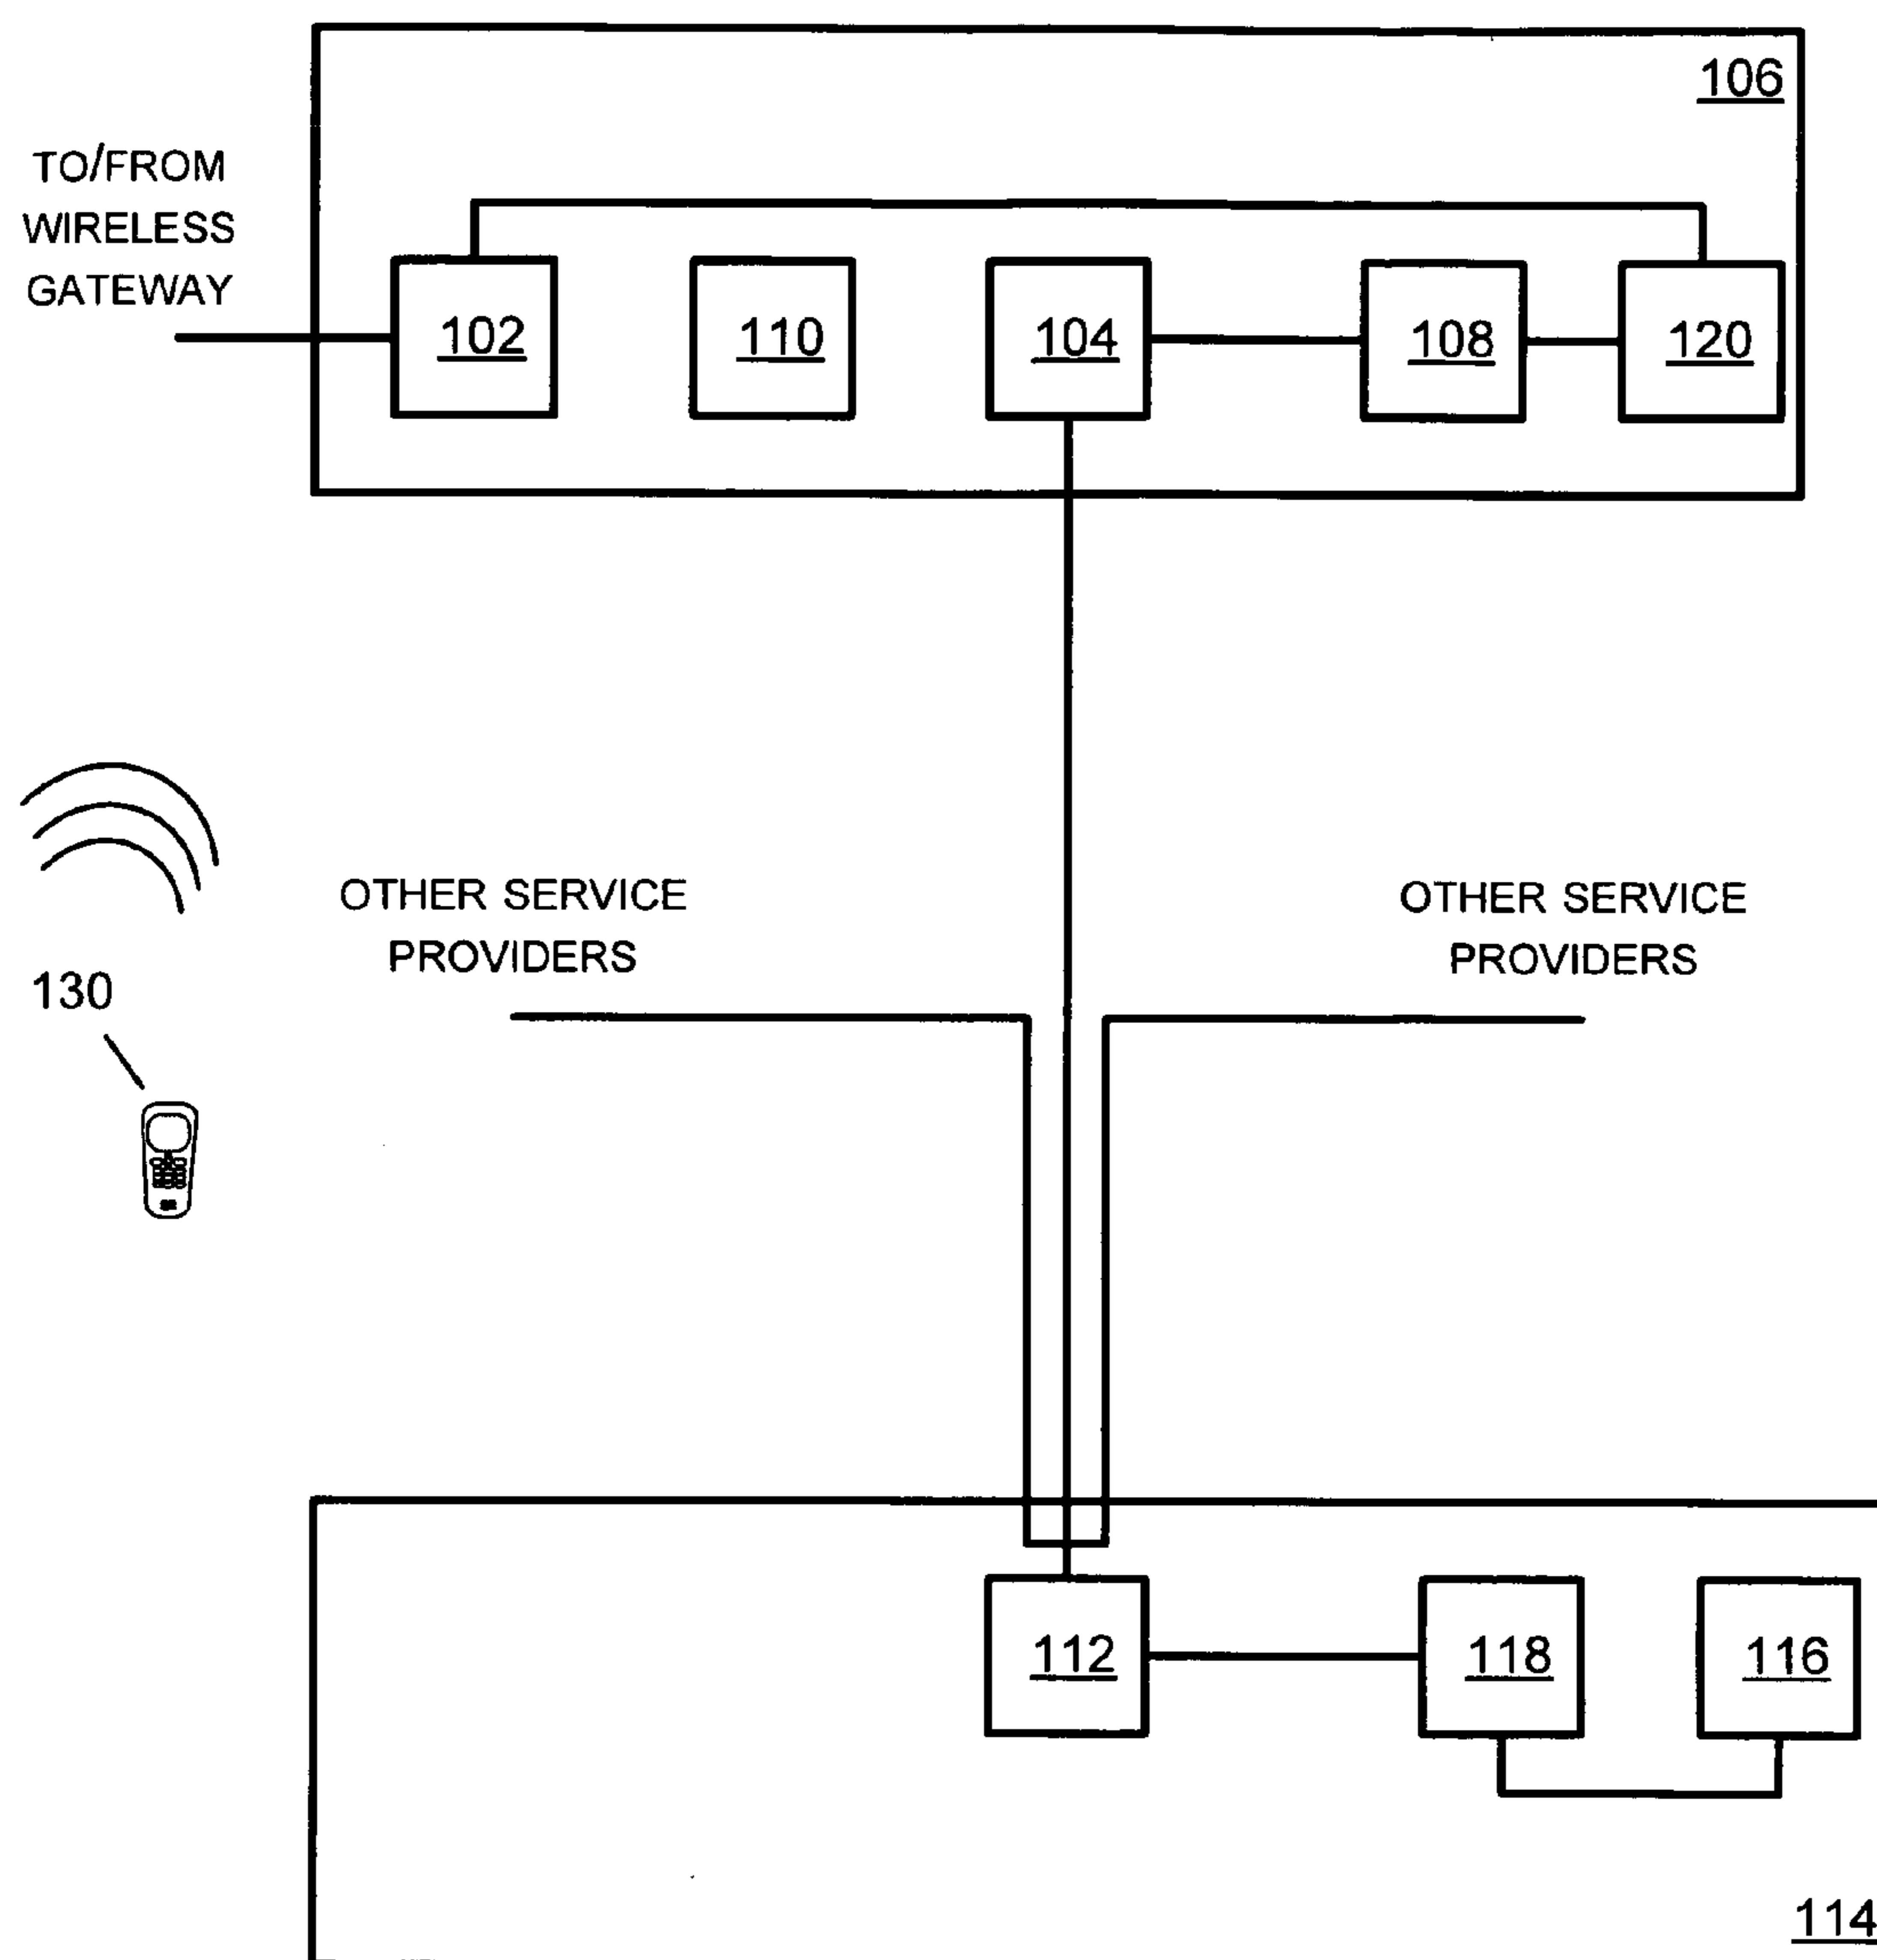 106
TO/FROM
WIRELESS
GATEWAY
102
110
104
108
120
OTHER SERVICE
PROVIDERS
OTHER SERVICE
PROVIDERS
130
112
118
116
114